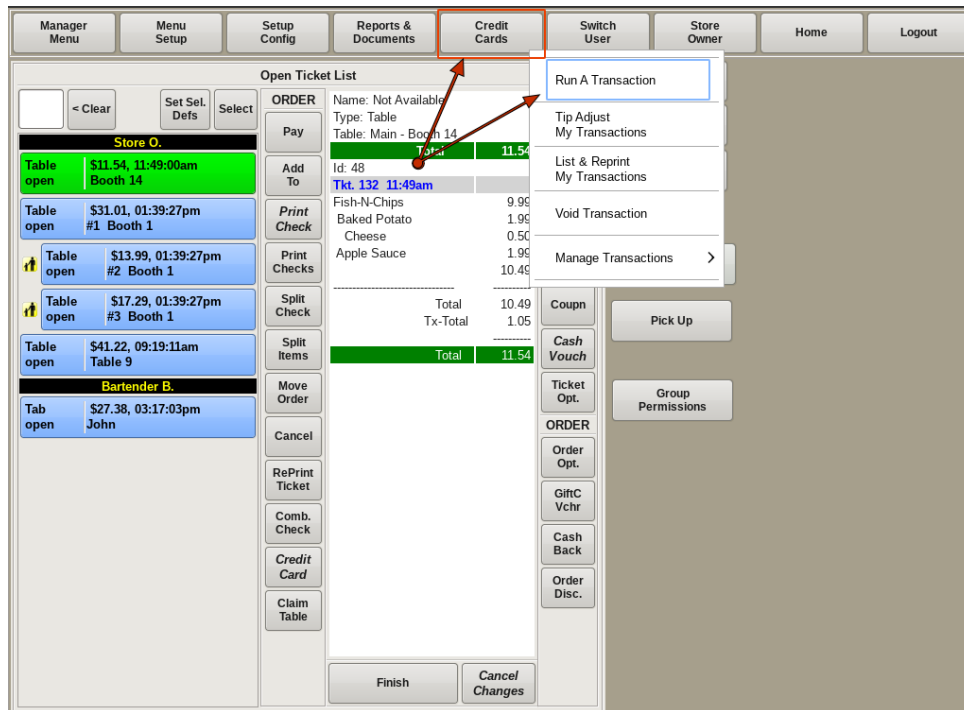 Manager
Menu
Menu
Setup
Setup
Config
Reports &
Documents
Credit
Cards
Switch
User
Store
Owner
Home
Logout
Open Ticket List
< Clear
Set Sel.
Defs
Select
Store O.
Table $11.54, 11:49:00am
open Booth 14
Table $31.01, 01:39:27pm
open #1 Booth 1
Table $13.99, 01:39:27pm
open #2 Booth 1
Table $17.29, 01:39:27pm
open #3 Booth 1
Table $41.22, 09:19:11am
open Table 9
Bartender B.
Tab $27.38, 03:17:03pm
open John
ORDER
Pay
Add
To
Print
Check
Print
Checks
Split
Check
Split
Items
Move
Order
Cancel
RePrint
Ticket
Comb.
Check
Credit
Card
Claim
Table
Name: Not Available
Type: Table
Table: Main - Booth 14
Total 11.54
Id: 48
Tkt. 132 11:49am
Fish-N-Chips 9.99
Baked Potato 1.99
Cheese 0.50
Apple Sauce 1.99
10.49
Total 10.49
Tx-Total 1.05
Total 11.54
Finish
Cancel
Changes
Run A Transaction
Tip Adjust
My Transactions
List & Reprint
My Transactions
Void Transaction
Manage Transactions >
Coupn
Cash
Vouch
Ticket
Opt.
ORDER
Order
Opt.
GiftC
Vchr
Cash
Back
Order
Disc.
Pick Up
Group
Permissions